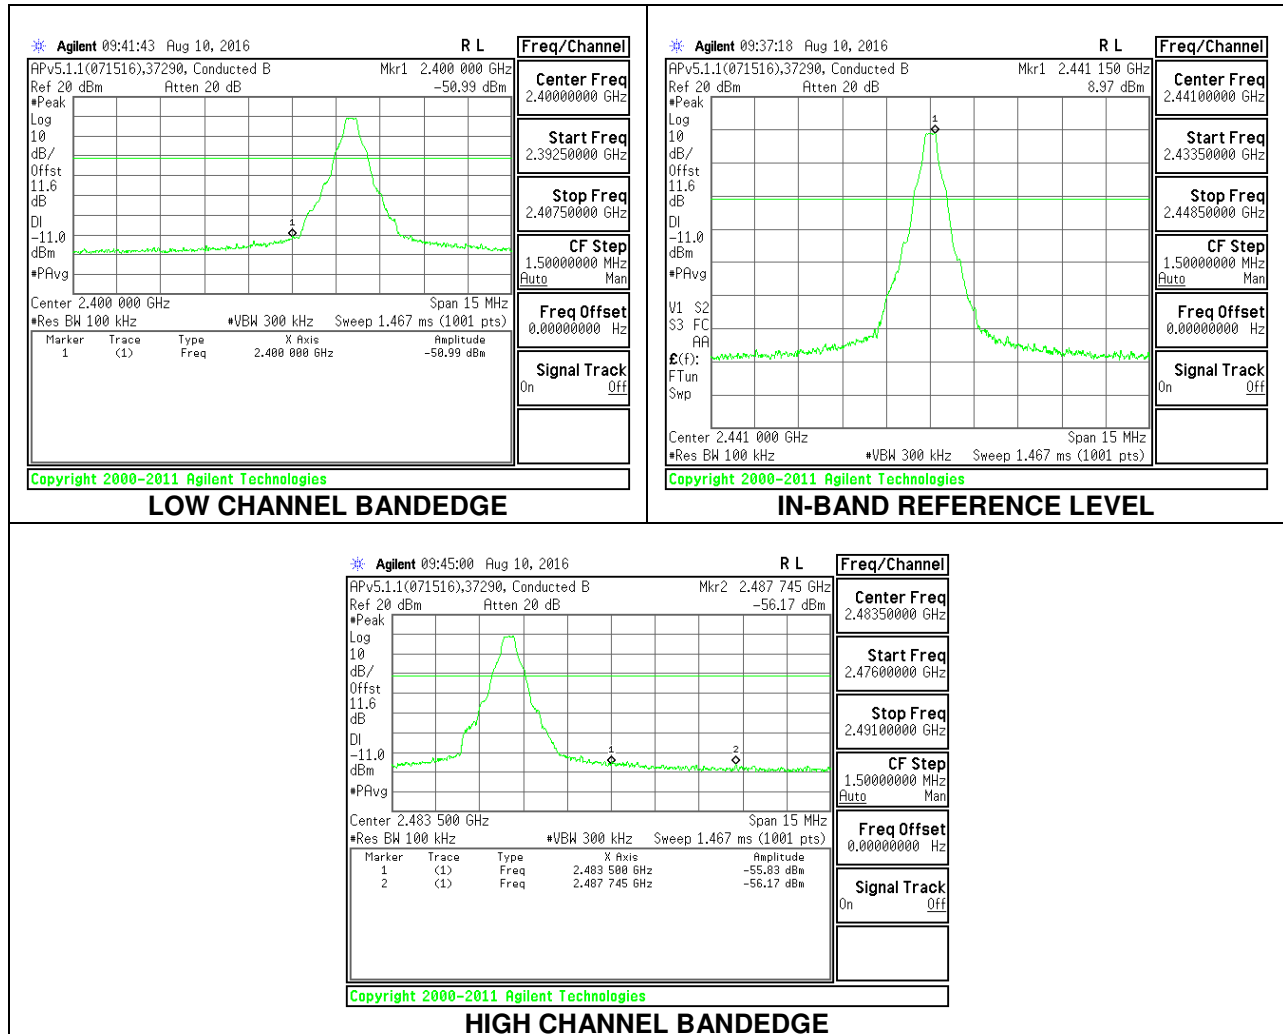 Agilent 09:41:43 Aug 10, 2016 R L
APv5.1.1(071516),37290, Conducted B Mkr1 2.400 000 GHz
Ref 20 dBm Atten 20 dB -50.99 dBm
#Peak
Log
10
dB/
Offst
11.6
dB
DI
-11.0
dBm
#PAvg
1
Center 2.400 000 GHz Span 15 MHz
#Res BW 100 kHz #VBW 300 kHz Sweep 1.467 ms (1001 pts)
Marker Trace Type X Axis Amplitude
1 (1) Freq 2.400 000 GHz -50.99 dBm
Freq/Channel
Center Freq
2.40000000 GHz
Start Freq
2.39250000 GHz
Stop Freq
2.40750000 GHz
CF Step
1.50000000 MHz
Auto Man
Freq Offset
0.00000000 Hz
Signal Track
On Off
Copyright 2000-2011 Agilent Technologies
LOW CHANNEL BANDEDGE
Agilent 09:37:18 Aug 10, 2016 R L
APv5.1.1(071516),37290, Conducted B Mkr1 2.441 150 GHz
Ref 20 dBm Atten 20 dB 8.97 dBm
#Peak
Log
10
dB/
Offst
11.6
dB
DI
-11.0
dBm
#PAvg
V1 S2
S3 FC
AA
£(f):
FTun
Swp
1
Center 2.441 000 GHz Span 15 MHz
#Res BW 100 kHz #VBW 300 kHz Sweep 1.467 ms (1001 pts)
Freq/Channel
Center Freq
2.44100000 GHz
Start Freq
2.43350000 GHz
Stop Freq
2.44850000 GHz
CF Step
1.50000000 MHz
Auto Man
Freq Offset
0.00000000 Hz
Signal Track
On Off
Copyright 2000-2011 Agilent Technologies
IN-BAND REFERENCE LEVEL
Agilent 09:45:00 Aug 10, 2016 R L
APv5.1.1(071516),37290, Conducted B Mkr2 2.487 745 GHz
Ref 20 dBm Atten 20 dB -56.17 dBm
#Peak
Log
10
dB/
Offst
11.6
dB
DI
-11.0
dBm
#PAvg
1 2
Center 2.483 500 GHz Span 15 MHz
#Res BW 100 kHz #VBW 300 kHz Sweep 1.467 ms (1001 pts)
Marker Trace Type X Axis Amplitude
1 (1) Freq 2.483 500 GHz -55.83 dBm
2 (1) Freq 2.487 745 GHz -56.17 dBm
Freq/Channel
Center Freq
2.48350000 GHz
Start Freq
2.47600000 GHz
Stop Freq
2.49100000 GHz
CF Step
1.50000000 MHz
Auto Man
Freq Offset
0.00000000 Hz
Signal Track
On Off
Copyright 2000-2011 Agilent Technologies
HIGH CHANNEL BANDEDGE